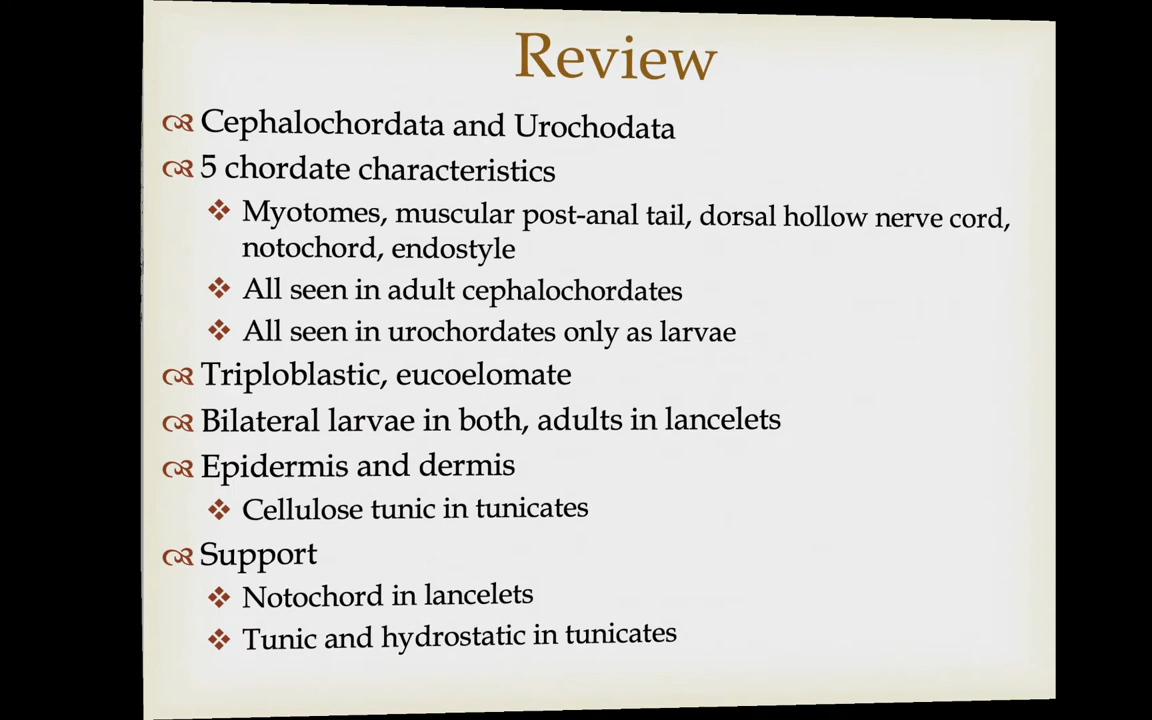 Review
Cephalochordata and Urochodata
5 chordate characteristics
Myotomes, muscular post-anal tail, dorsal hollow nerve cord,
notochord, endostyle
All seen in adult cephalochordates
All seen in urochordates only as larvae
Triploblastic, eucoelomate
Bilateral larvae in both, adults in lancelets
Epidermis and dermis
Cellulose tunic in tunicates
Support
Notochord in lancelets
Tunic and hydrostatic in tunicates